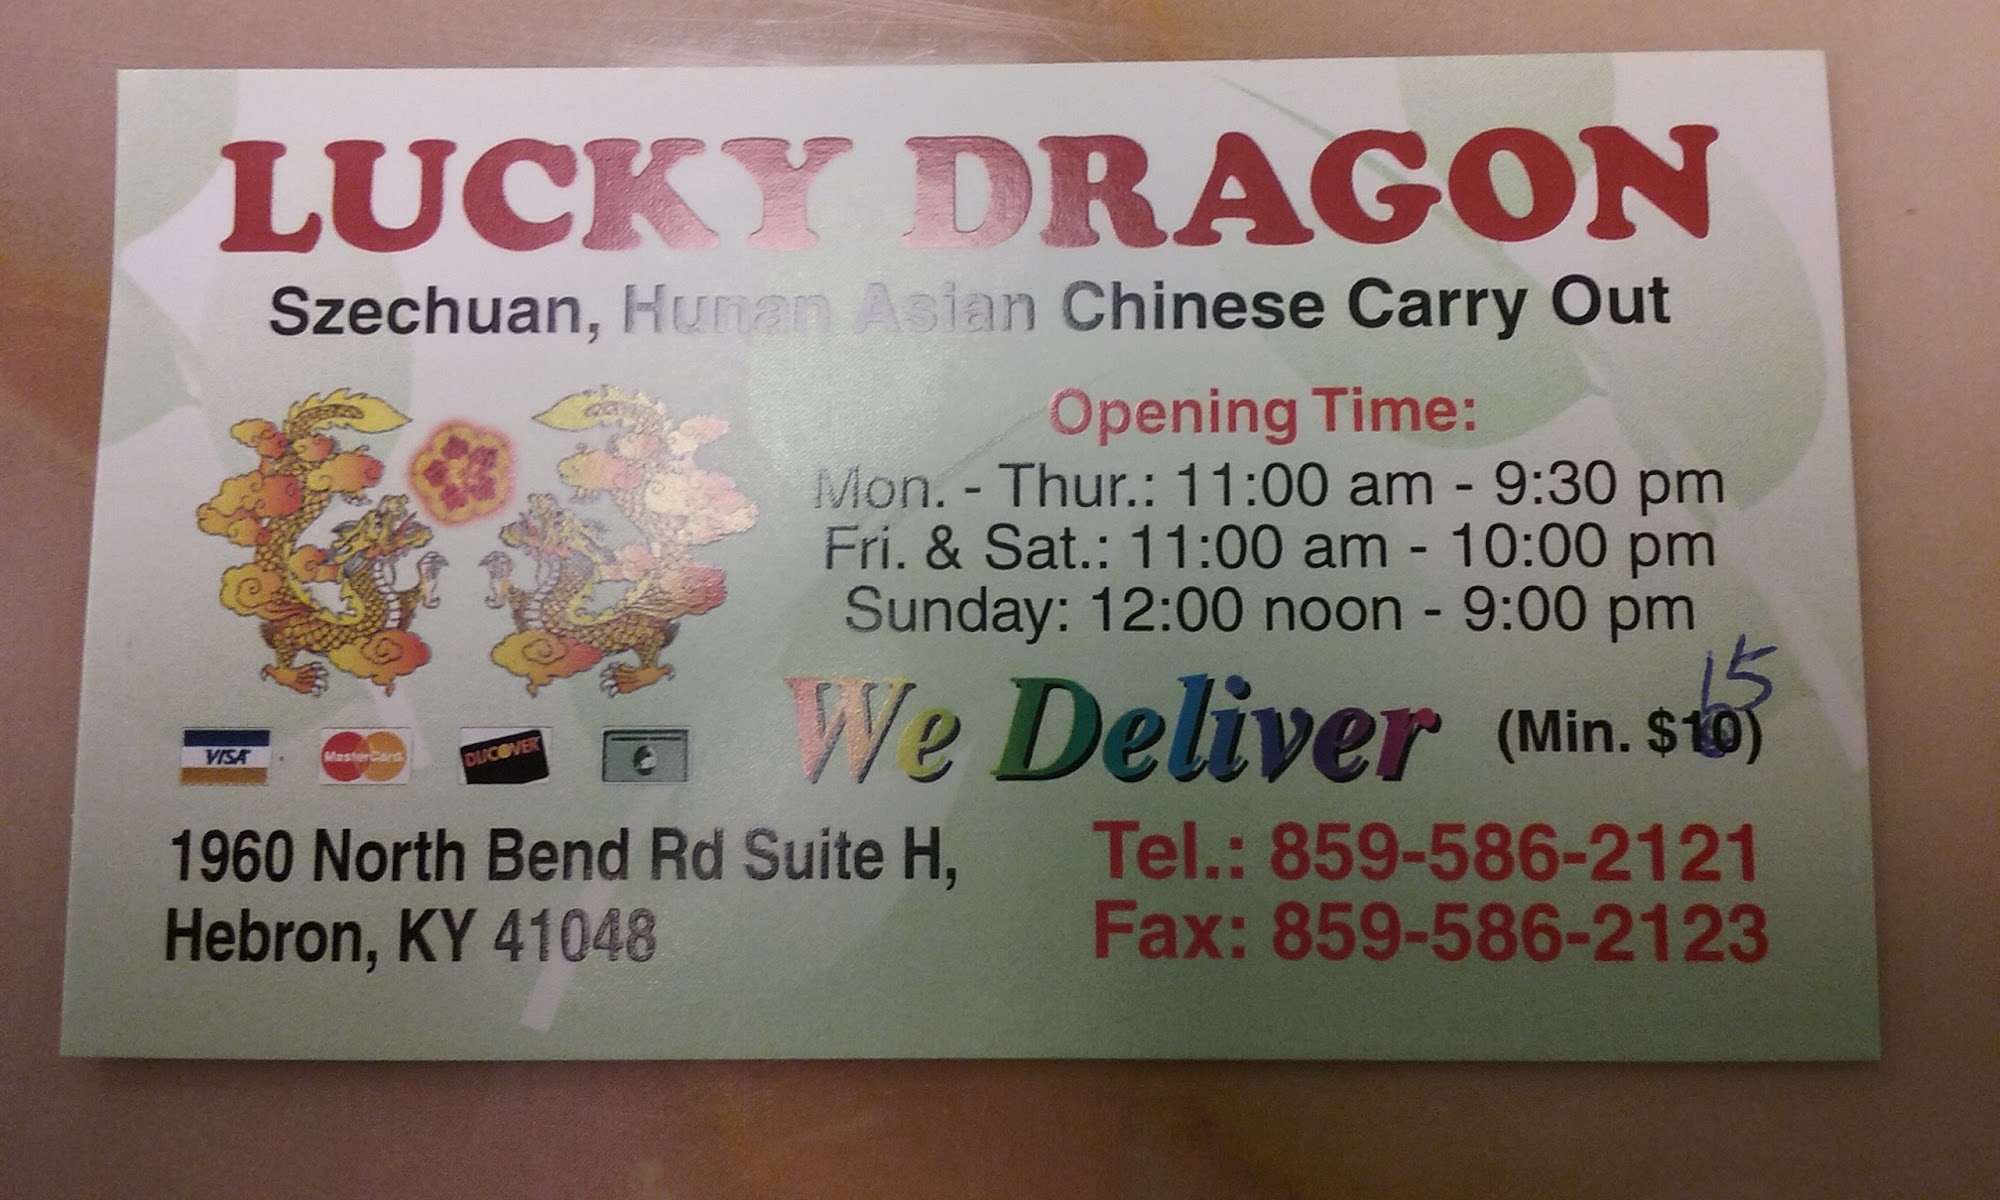 LUCKY DRAGON
Szechuan, Hunan Asian Chinese Carry Out
Opening Time:
Mon. - Thur.: 11:00 am - 9:30 pm
Fri. & Sat.: 11:00 am - 10:00 pm
Sunday: 12:00 noon - 9:00 pm
15
We Deliver (Min. $10)
VISA MasterCard DISCOVER
1960 North Bend Rd Suite H,
Hebron, KY 41048
Tel.: 859-586-2121
Fax: 859-586-2123